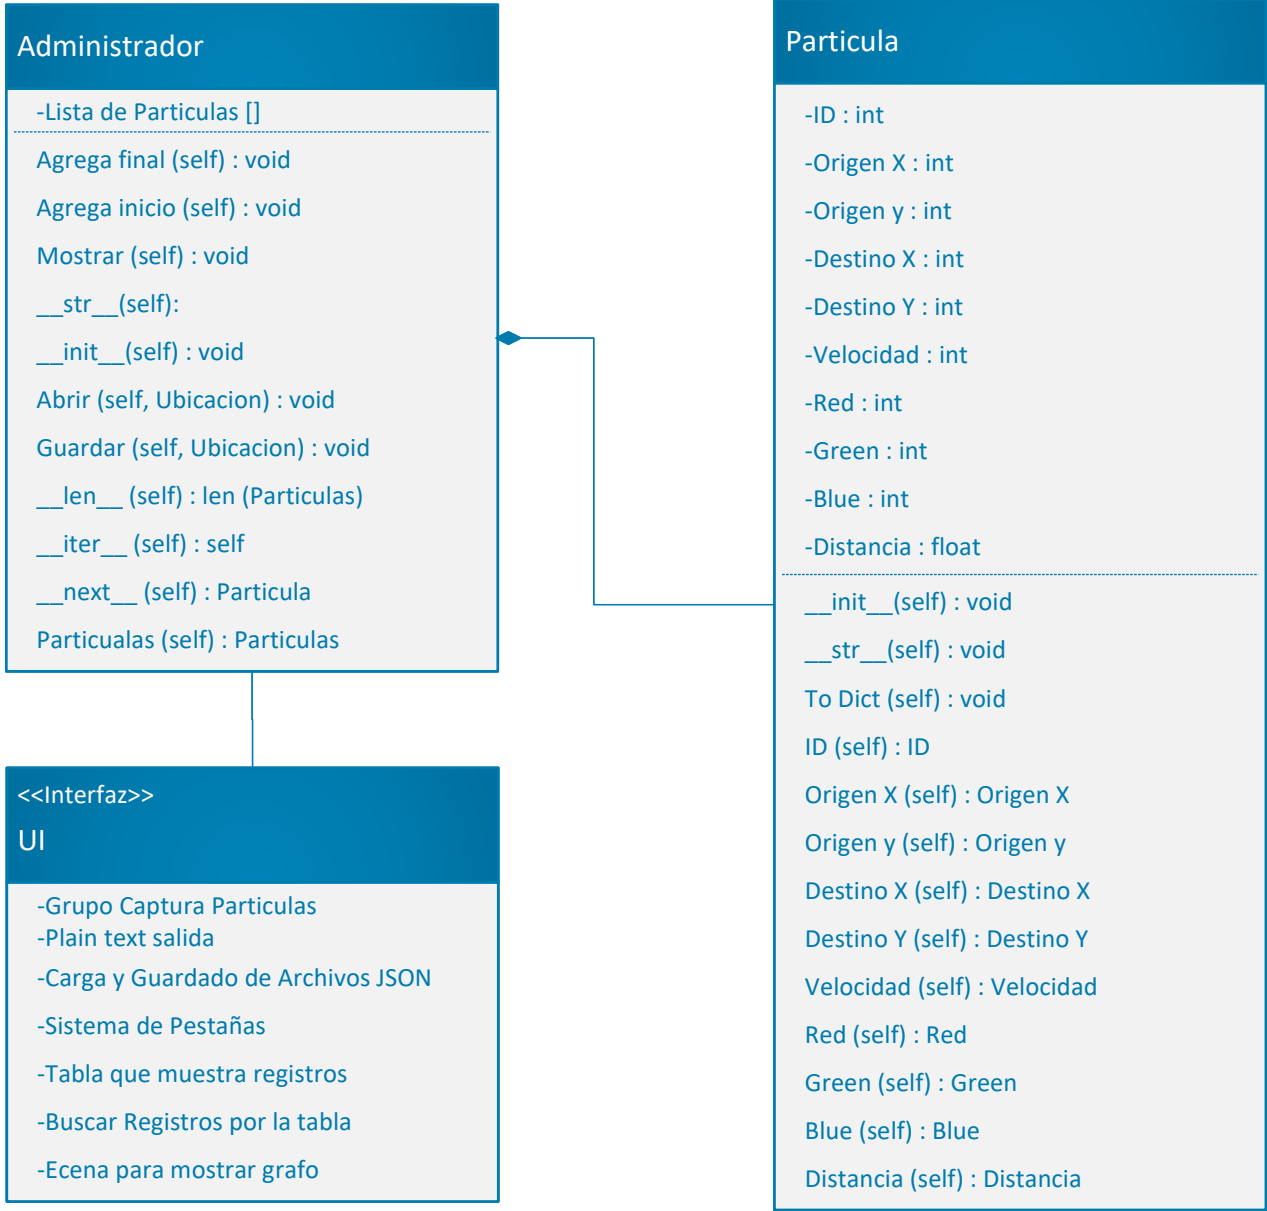 Administrador
-Lista de Particulas []
Agrega final (self) : void
Agrega inicio (self) : void
Mostrar (self) : void
__str__(self):
__init__(self) : void
Abrir (self, Ubicacion) : void
Guardar (self, Ubicacion) : void
__len__ (self) : len (Particulas)
__iter__ (self) : self
__next__ (self) : Particula
Particualas (self) : Particulas
<<Interfaz>>
UI
-Grupo Captura Particulas
-Plain text salida
-Carga y Guardado de Archivos JSON
-Sistema de Pestañas
-Tabla que muestra registros
-Buscar Registros por la tabla
-Ecena para mostrar grafo
Particula
-ID : int
-Origen X : int
-Origen y : int
-Destino X : int
-Destino Y : int
-Velocidad : int
-Red : int
-Green : int
-Blue : int
-Distancia : float
__init__(self) : void
__str__(self) : void
To Dict (self) : void
ID (self) : ID
Origen X (self) : Origen X
Origen y (self) : Origen y
Destino X (self) : Destino X
Destino Y (self) : Destino Y
Velocidad (self) : Velocidad
Red (self) : Red
Green (self) : Green
Blue (self) : Blue
Distancia (self) : Distancia